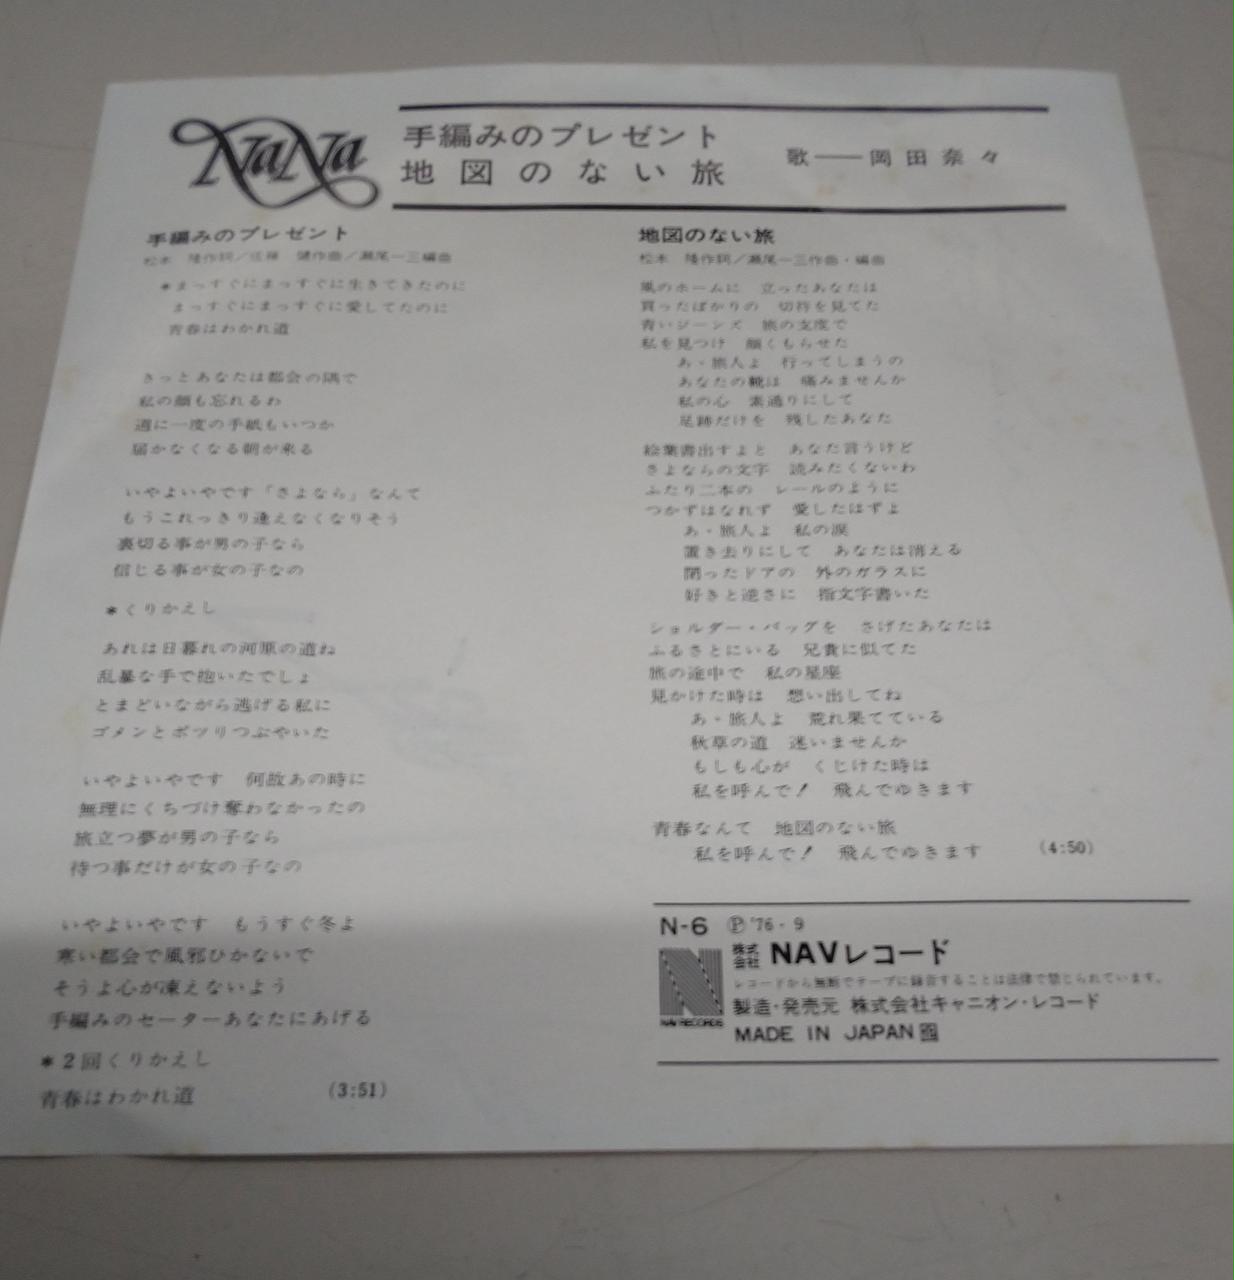 NaNa
手編みのプレゼント
地図のない旅
歌――岡田奈々
手編みのプレゼント
松本 隆作詞／佐藤 健作曲／瀬尾一三編曲
＊まっすぐにまっすぐに生きてきたのに
まっすぐにまっすぐに愛してたのに
青春はわかれ道
きっとあなたは都会の隅で
私の顔も忘れるわ
週に一度の手紙もいつか
届かなくなる朝が来る
いやよいやです「さよなら」なんて
もうこれっきり逢えなくなりそう
裏切る事が男の子なら
信じる事が女の子なの
＊くりかえし
あれは日暮れの河原の道ね
乱暴な手で抱いたでしょ
とまどいながら逃げる私に
ゴメンとポツリつぶやいた
いやよいやです 何故あの時に
無理にくちづけ奪わなかったの
旅立つ夢が男の子なら
待つ事だけが女の子なの
いやよいやです もうすぐ冬よ
寒い都会で風邪ひかないで
そうよ心が凍えないよう
手編みのセーターあなたにあげる
＊2回くりかえし
青春はわかれ道 (3:51)
地図のない旅
松本 隆作詞／瀬尾一三作曲・編曲
風のホームに 立ったあなたは
買ったばかりの 切符を見てた
青いジーンズ 旅の支度で
私を見つけ 顔くもらせた
あゝ旅人よ 行ってしまうの
あなたの靴は 痛みませんか
私の心 素通りにして
足跡だけを 残したあなた
絵葉書出すよと あなた言うけど
さよならの文字 読みたくないわ
ふたり二本の レールのように
つかずはなれず 愛したはずよ
あゝ旅人よ 私の涙
置き去りにして あなたは消える
閉ったドアの 外のガラスに
好きと逆さに 指文字書いた
ショルダー・バッグを さげたあなたは
ふるさとにいる 兄貴に似てた
旅の途中で 私の星座
見かけた時は 想い出してね
あゝ旅人よ 荒れ果てている
秋草の道 迷いませんか
もしも心が くじけた時は
私を呼んで！ 飛んでゆきます
青春なんて 地図のない旅
私を呼んで！ 飛んでゆきます (4:50)
N-6 Ⓟ'76・9
株式会社 NAVレコード
NAV RECORDS
レコードから無断でテープに録音することは法律で禁じられています。
製造・発売元 株式会社キャニオン・レコード
MADE IN JAPAN